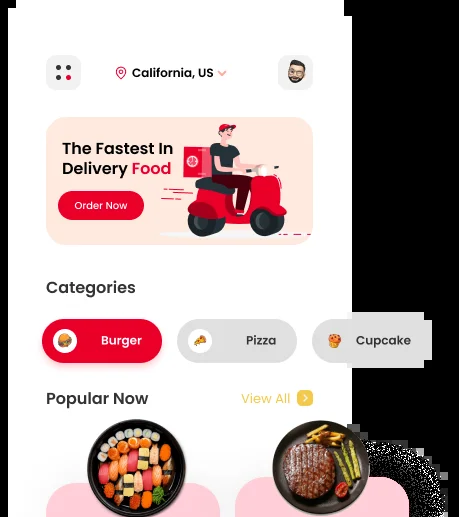 California, US
The Fastest In
Delivery Food
Order Now
Categories
Burger
Pizza
Cupcake
Popular Now
View All